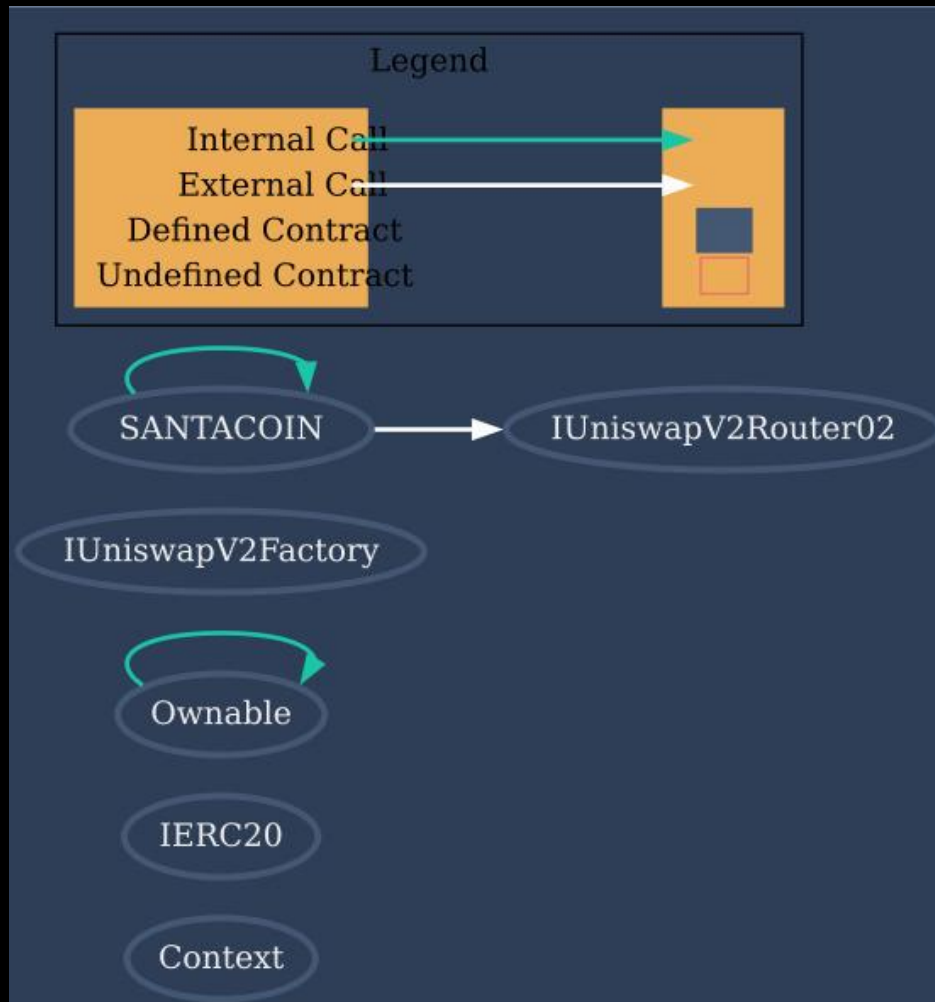 Legend
Internal Call
External Call
Defined Contract
Undefined Contract
SANTACOIN
IUniswapV2Router02
IUniswapV2Factory
Ownable
IERC20
Context